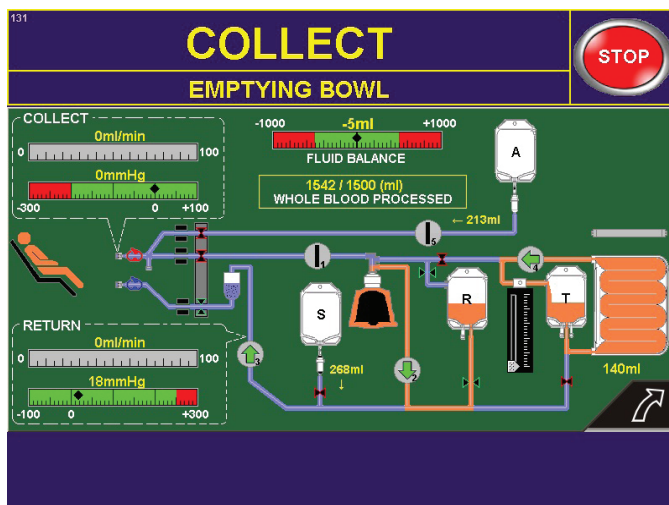 131
COLLECT
STOP
EMPTYING BOWL
COLLECT
0ml/min
0 100
0mmHg
-300 0 +100
-1000 -5ml +1000
FLUID BALANCE
1542 / 1500 (ml)
WHOLE BLOOD PROCESSED
A
← 213ml
5
1
4
R
T
S
140ml
268ml
↓
3
2
RETURN
0ml/min
0 100
18mmHg
-100 0 +300